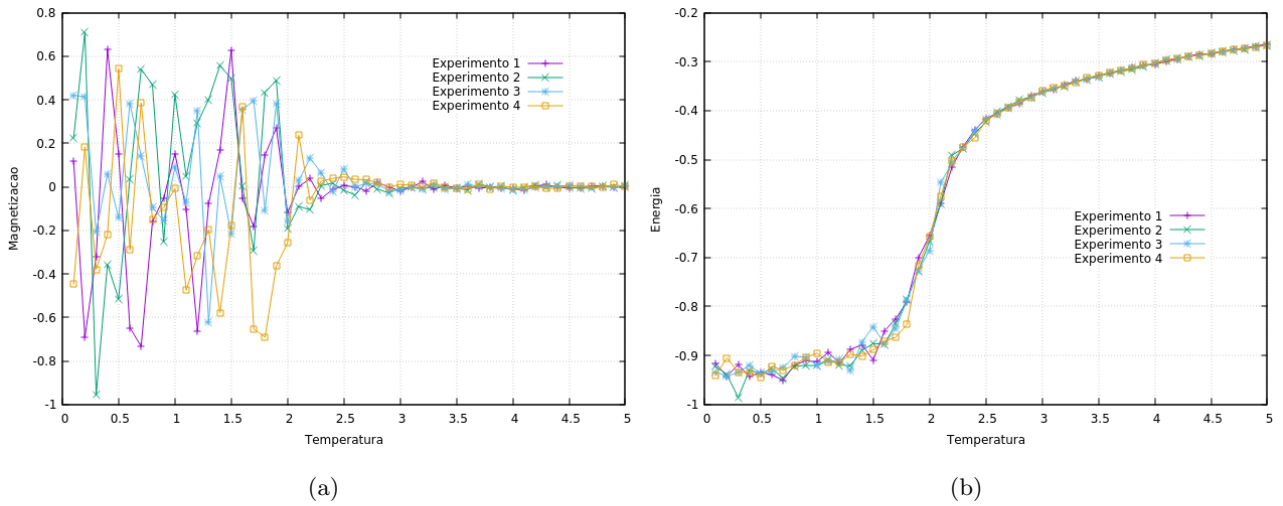 0.8
0.6
0.4
0.2
0
-0.2
-0.4
-0.6
-0.8
-1
Magnetizacao
0
0.5
1
1.5
2
2.5
3
3.5
4
4.5
5
Temperatura
Experimento 1
Experimento 2
Experimento 3
Experimento 4
(a)
-0.2
-0.3
-0.4
-0.5
-0.6
-0.7
-0.8
-0.9
-1
Energia
0
0.5
1
1.5
2
2.5
3
3.5
4
4.5
5
Temperatura
Experimento 1
Experimento 2
Experimento 3
Experimento 4
(b)